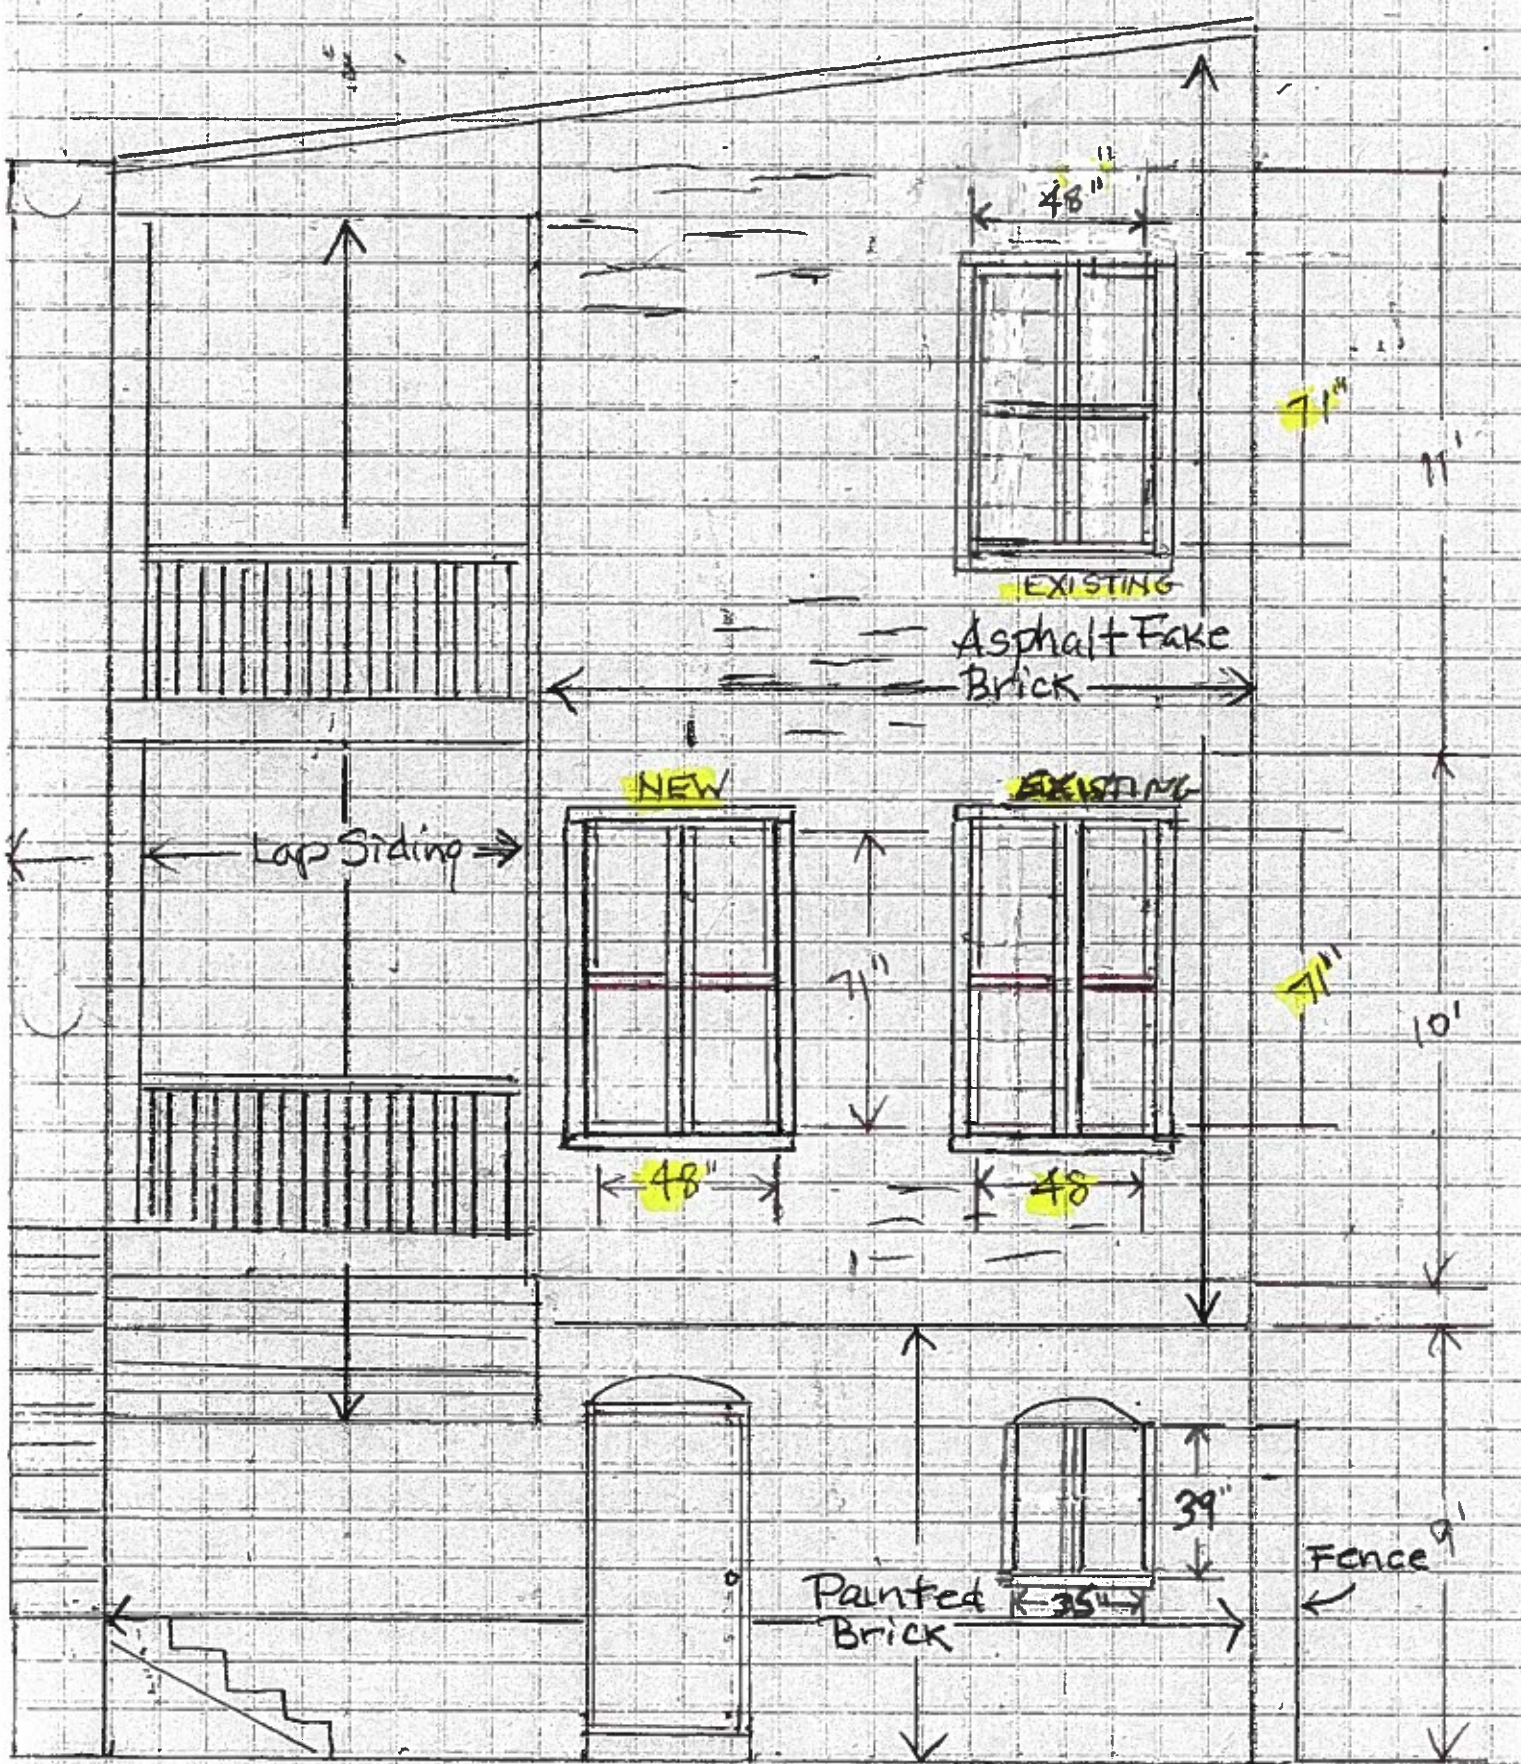 48"
71"
11'
EXISTING
Asphalt Fake
Brick
NEW
EXISTING
Lap Siding
71"
71"
10'
48"
48
39"
Fence
9'
Painted
Brick
35"